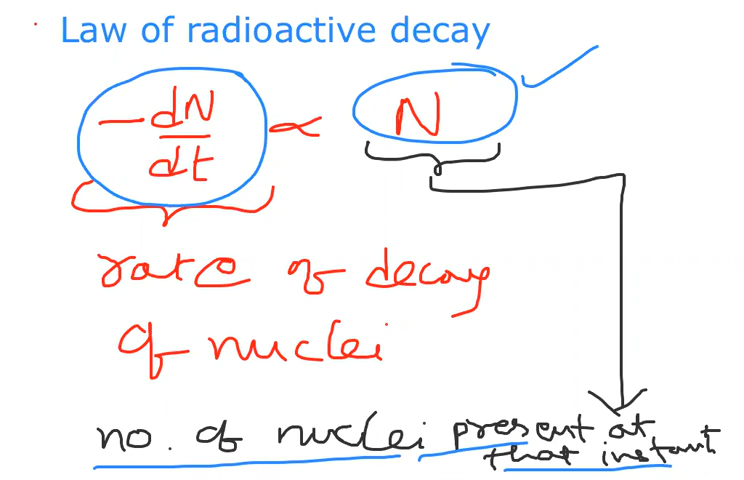 Law of radioactive decay
-dN/dt ∝ N
rate of decay
of nuclei
no. of nuclei present at
that instant